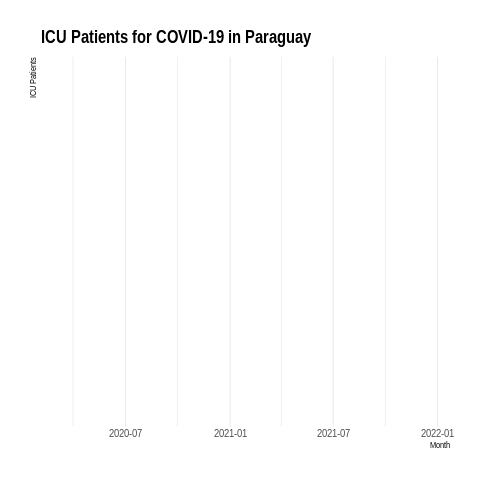 ICU Patients for COVID-19 in Paraguay
ICU Patients
2020-07 2021-01 2021-07 2022-01
Month